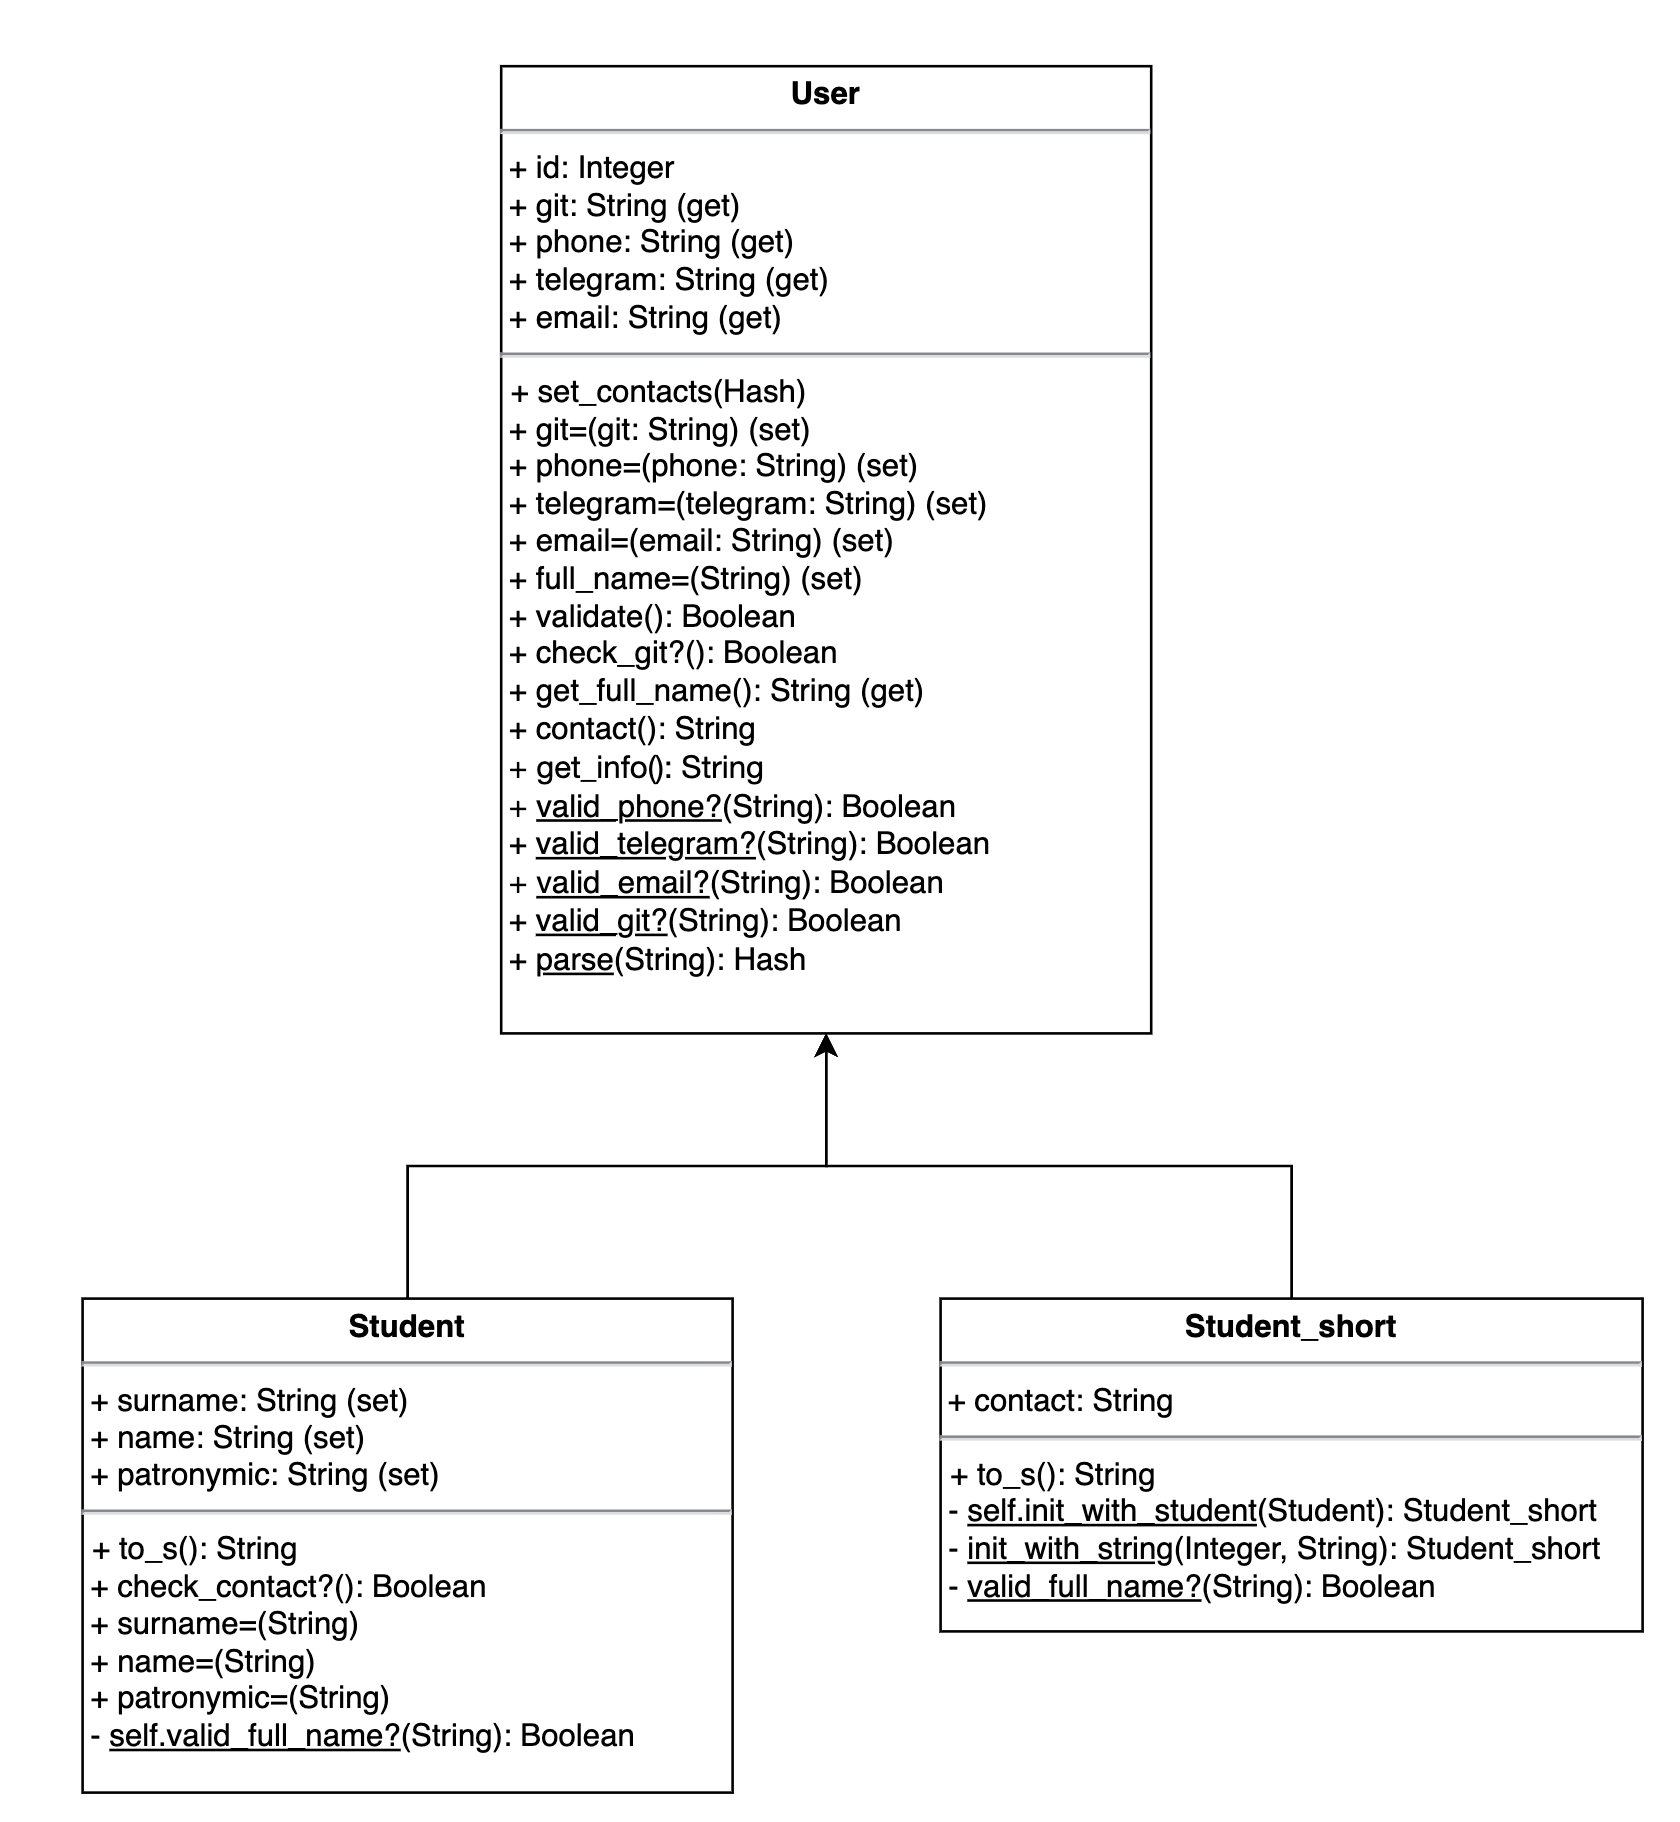 User
+ id: Integer
+ git: String (get)
+ phone: String (get)
+ telegram: String (get)
+ email: String (get)
+ set_contacts(Hash)
+ git=(git: String) (set)
+ phone=(phone: String) (set)
+ telegram=(telegram: String) (set)
+ email=(email: String) (set)
+ full_name=(String) (set)
+ validate(): Boolean
+ check_git?(): Boolean
+ get_full_name(): String (get)
+ contact(): String
+ get_info(): String
+ valid_phone?(String): Boolean
+ valid_telegram?(String): Boolean
+ valid_email?(String): Boolean
+ valid_git?(String): Boolean
+ parse(String): Hash
Student
+ surname: String (set)
+ name: String (set)
+ patronymic: String (set)
+ to_s(): String
+ check_contact?(): Boolean
+ surname=(String)
+ name=(String)
+ patronymic=(String)
- self.valid_full_name?(String): Boolean
Student_short
+ contact: String
+ to_s(): String
- self.init_with_student(Student): Student_short
- init_with_string(Integer, String): Student_short
- valid_full_name?(String): Boolean